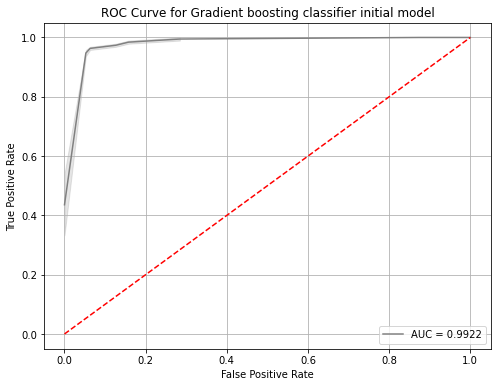 ROC Curve for Gradient boosting classifier initial model
True Positive Rate
1.0
0.8
0.6
0.4
0.2
0.0
AUC = 0.9922
0.0 0.2 0.4 0.6 0.8 1.0
False Positive Rate